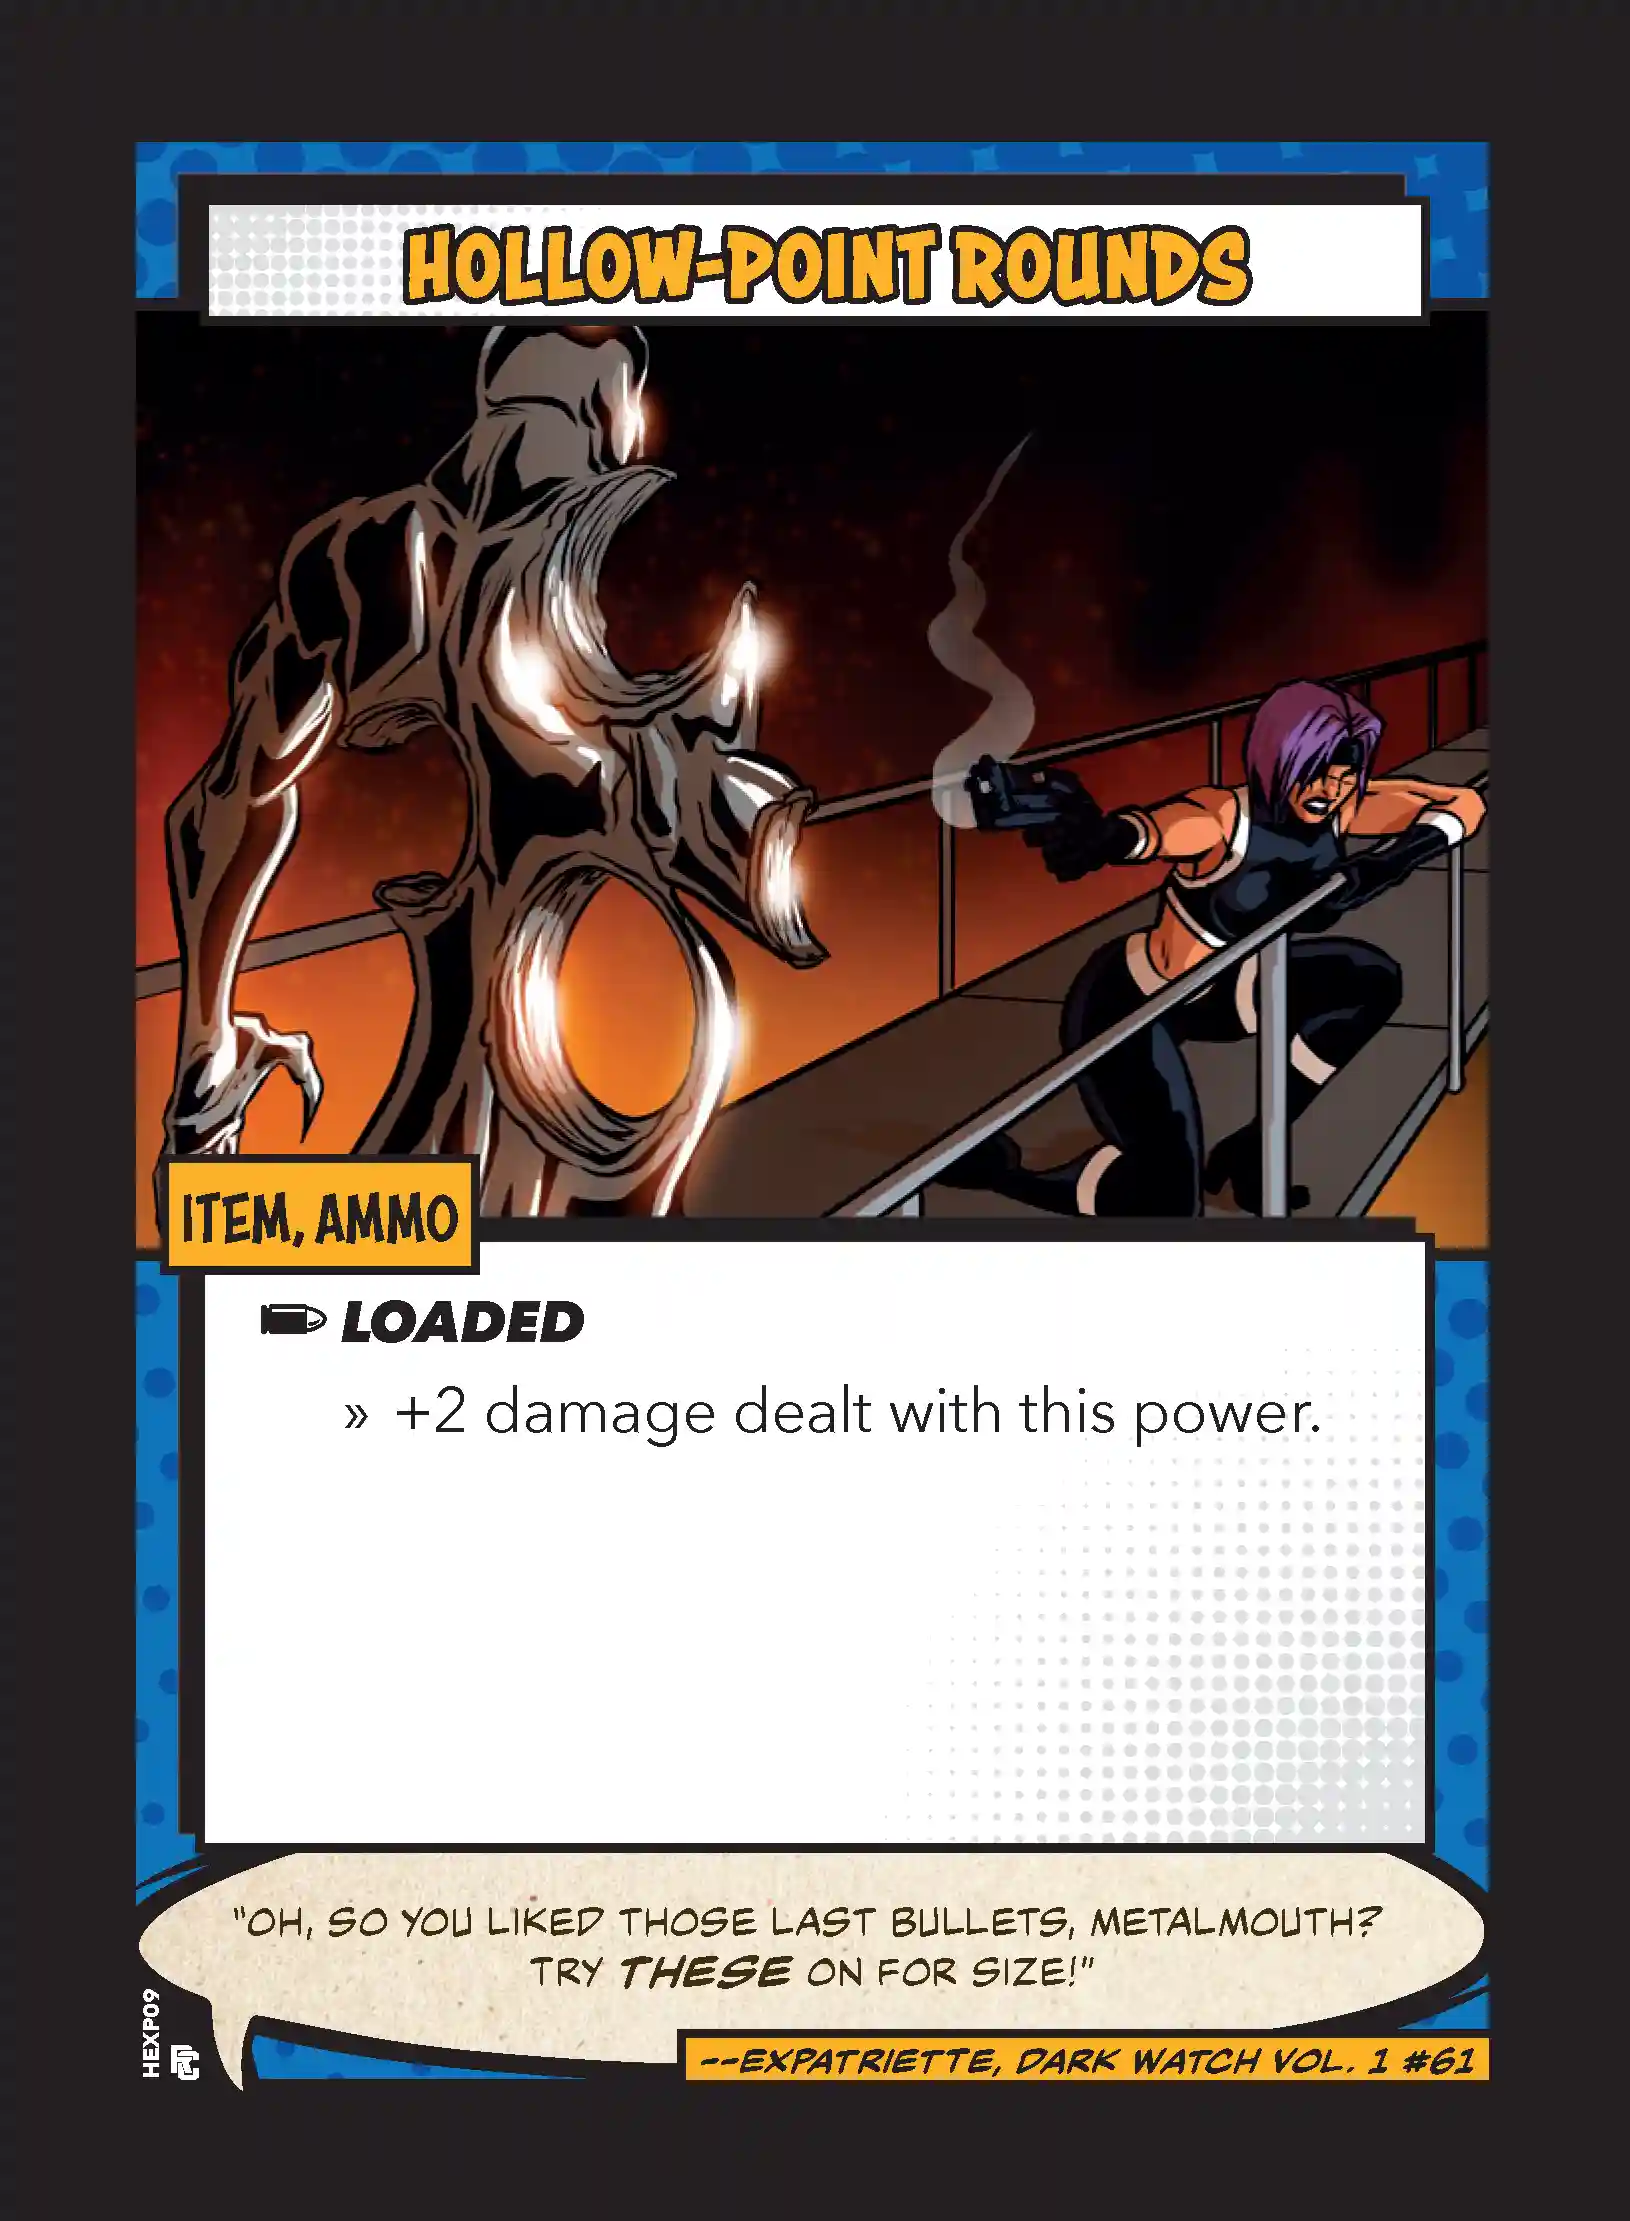 HOLLOW-POINT ROUNDS
ITEM, AMMO
LOADED
» +2 damage dealt with this power.
"OH, SO YOU LIKED THOSE LAST BULLETS, METALMOUTH?
TRY THESE ON FOR SIZE!"
--EXPATRIETTE, DARK WATCH VOL. 1 #61
HEXP09